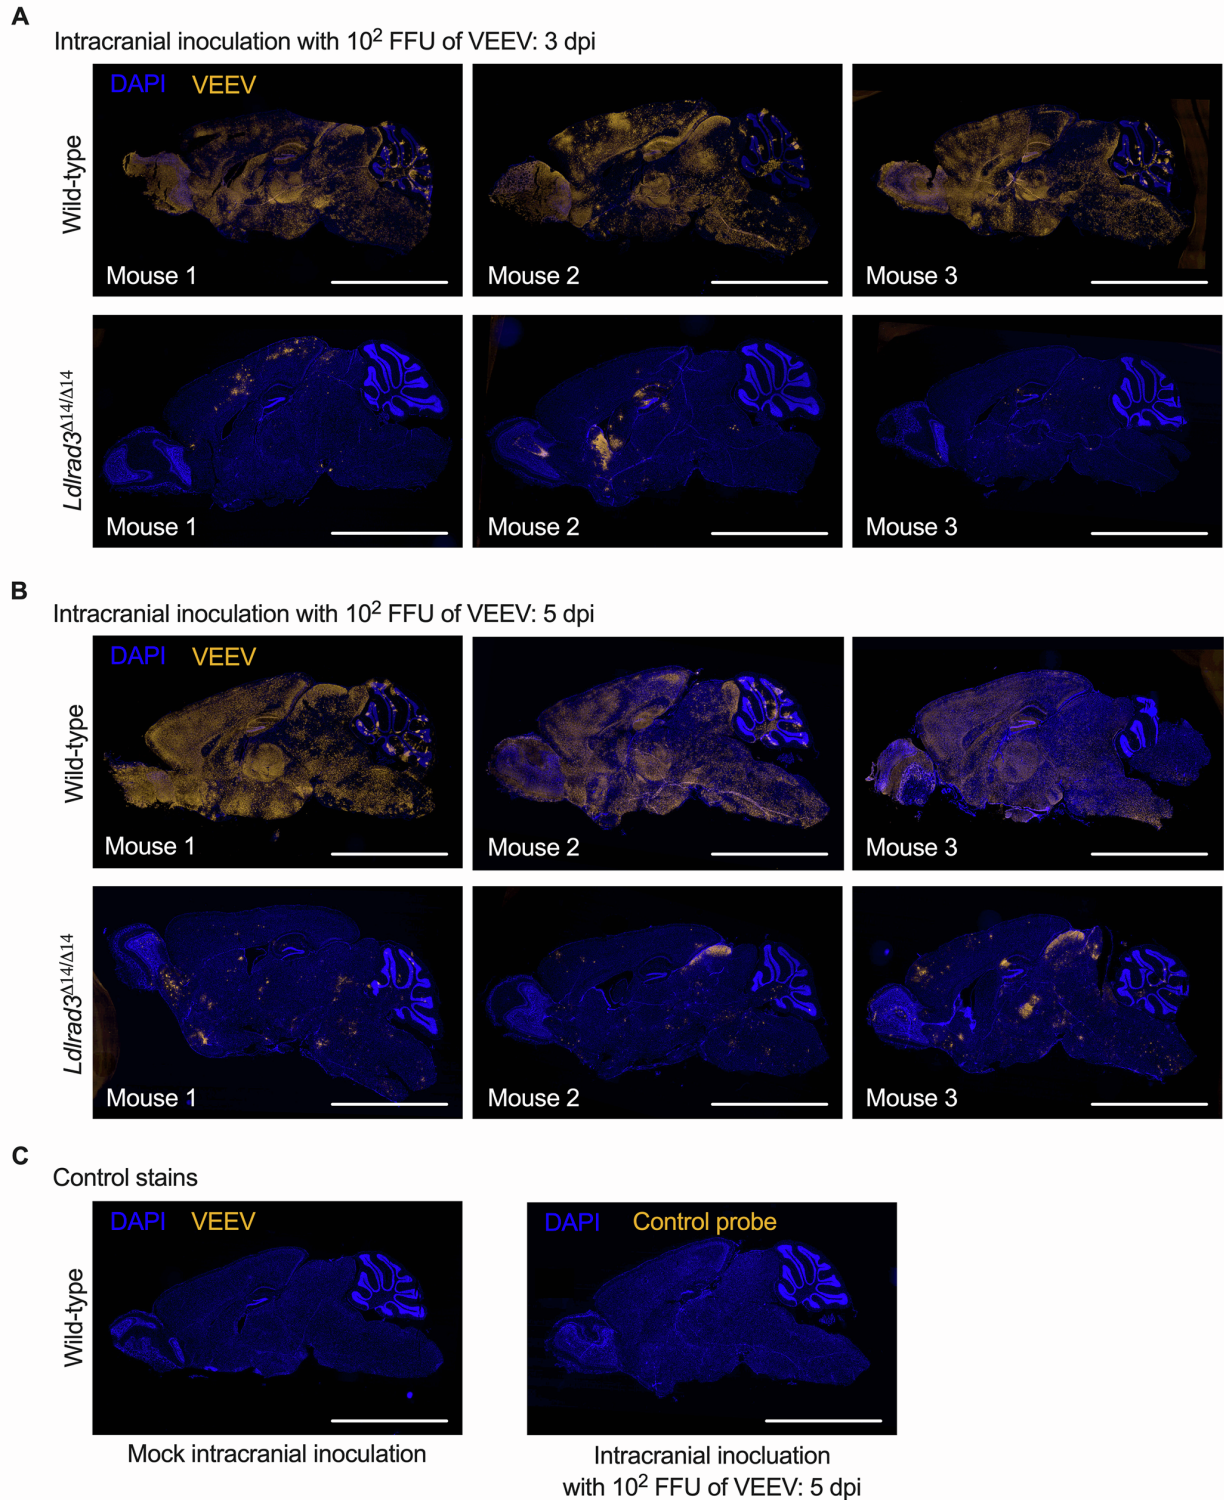 A
Intracranial inoculation with 10² FFU of VEEV: 3 dpi
DAPI VEEV
Wild-type
Mouse 1
Mouse 2
Mouse 3
Ldlrad3Δ14/Δ14
Mouse 1
Mouse 2
Mouse 3
B
Intracranial inoculation with 10² FFU of VEEV: 5 dpi
DAPI VEEV
Wild-type
Mouse 1
Mouse 2
Mouse 3
Ldlrad3Δ14/Δ14
Mouse 1
Mouse 2
Mouse 3
C
Control stains
DAPI VEEV
DAPI Control probe
Wild-type
Mock intracranial inoculation
Intracranial inocluation
with 10² FFU of VEEV: 5 dpi